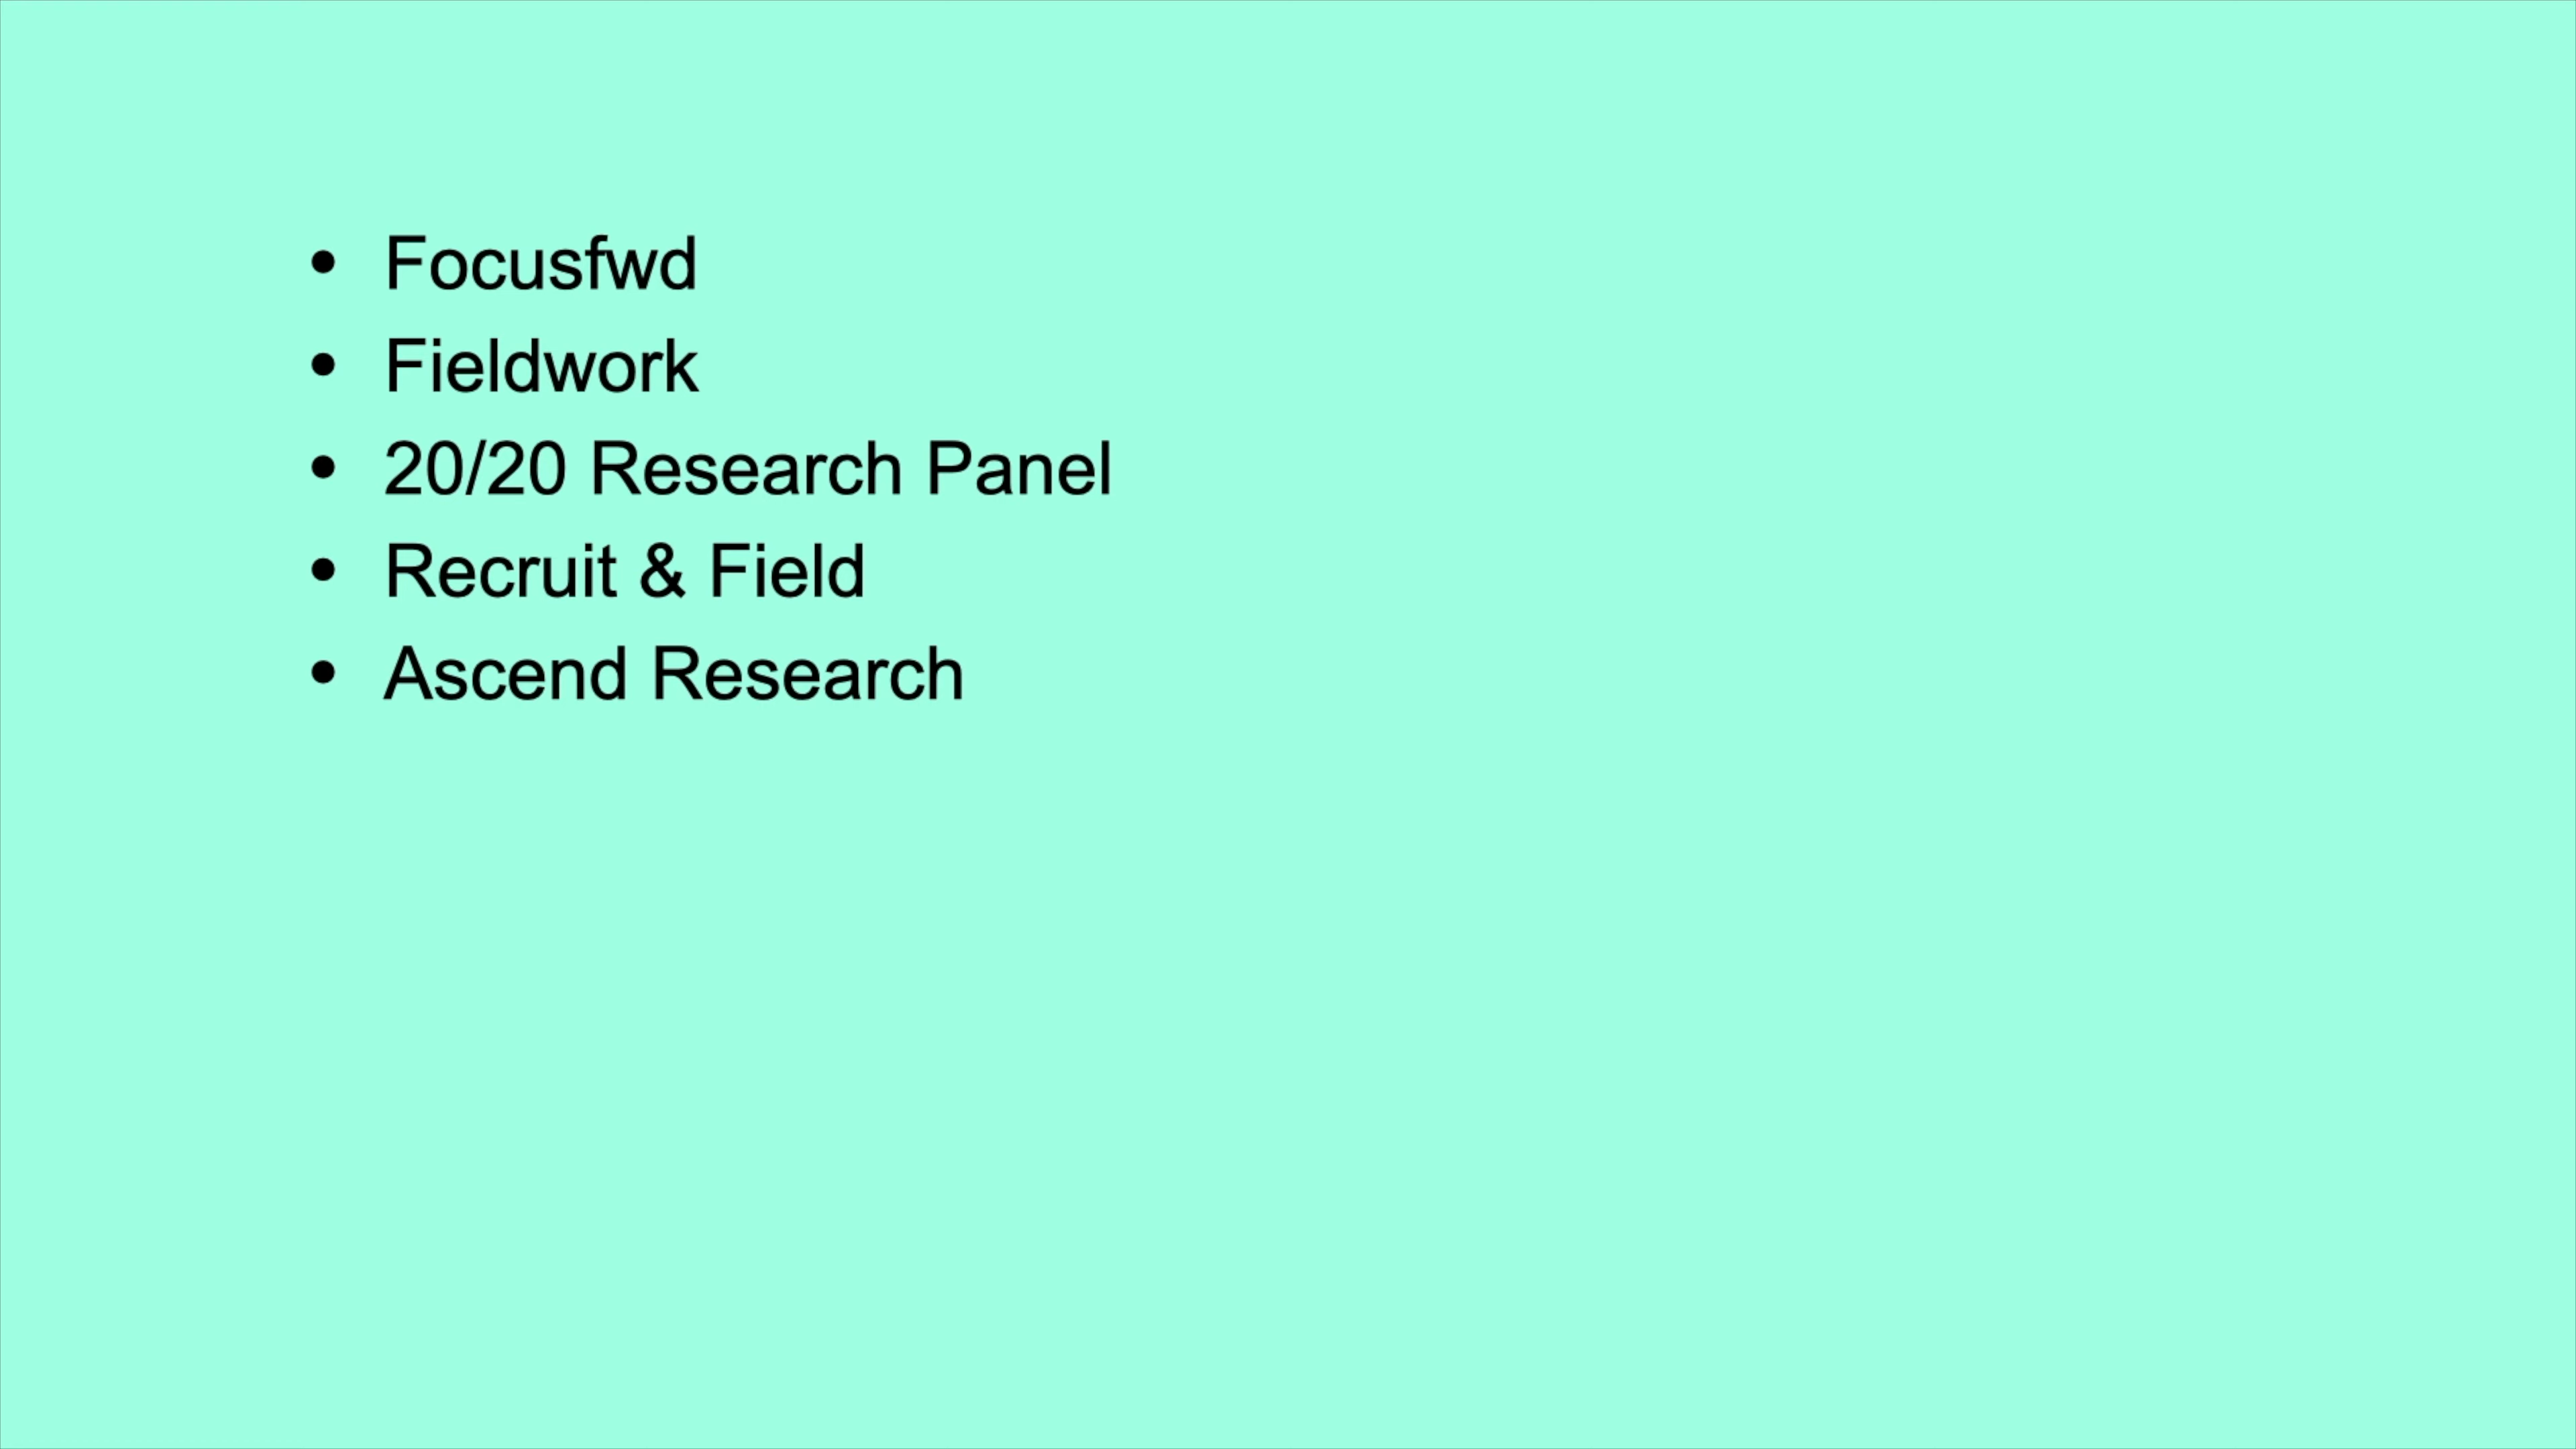 • Focusfwd
• Fieldwork
• 20/20 Research Panel
• Recruit & Field
• Ascend Research